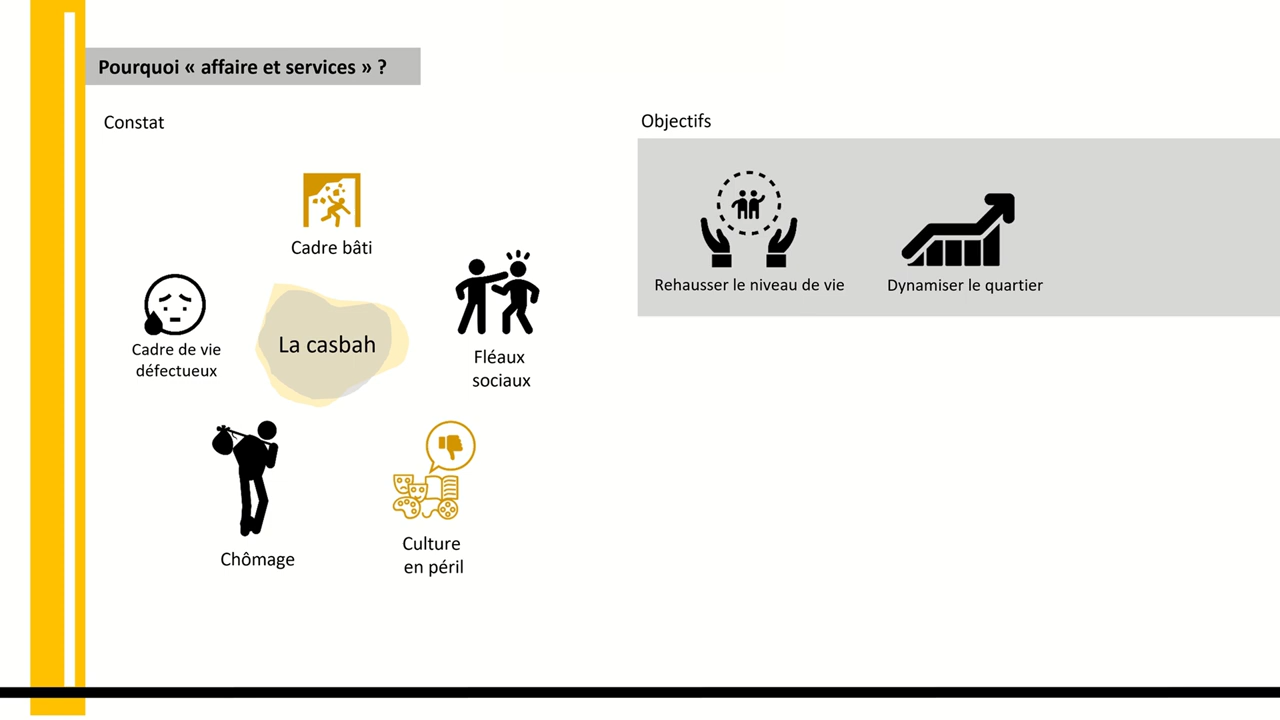 Pourquoi « affaire et services » ?
Constat
Cadre bâti
Cadre de vie
défectueux
La casbah
Fléaux
sociaux
Chômage
Culture
en péril
Objectifs
Rehausser le niveau de vie
Dynamiser le quartier